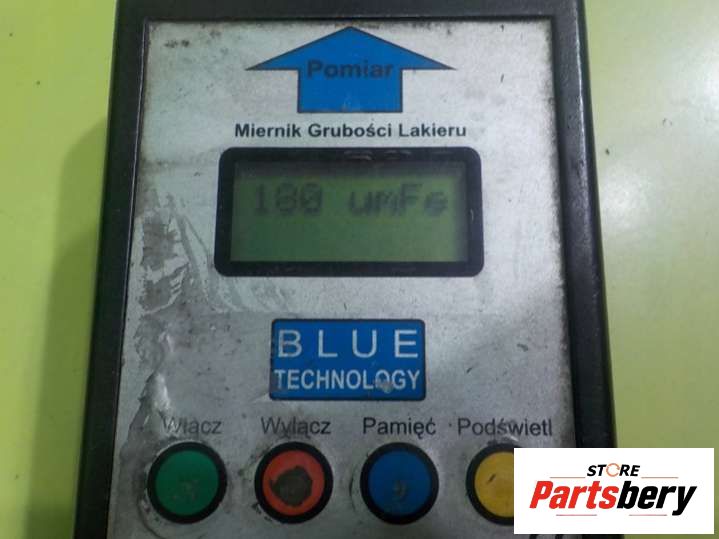 Pomiar
Miernik Grubości Lakieru
180 umFe
BLUE
TECHNOLOGY
Włącz Wyłącz Pamięć Podświetl
STORE
Partsbery